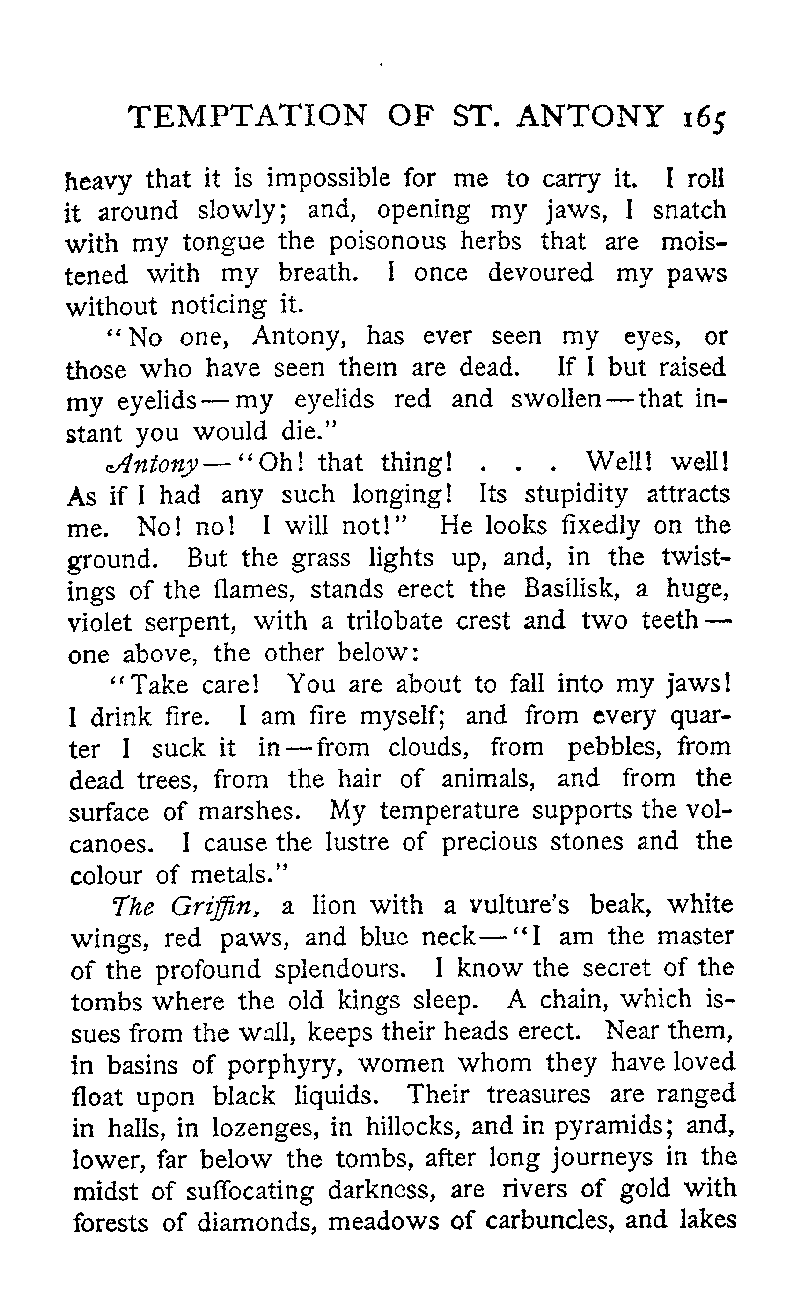 TEMPTATION OF ST. ANTONY 165
heavy that it is impossible for me to carry it. I roll
it around slowly; and, opening my jaws, I snatch
with my tongue the poisonous herbs that are mois-
tened with my breath. I once devoured my paws
without noticing it.
"No one, Antony, has ever seen my eyes, or
those who have seen them are dead. If I but raised
my eyelids—my eyelids red and swollen—that in-
stant you would die."
Antony—"Oh! that thing! . . . Well! well!
As if I had any such longing! Its stupidity attracts
me. No! no! I will not!" He looks fixedly on the
ground. But the grass lights up, and, in the twist-
ings of the flames, stands erect the Basilisk, a huge,
violet serpent, with a trilobate crest and two teeth—
one above, the other below:
"Take care! You are about to fall into my jaws!
I drink fire. I am fire myself; and from every quar-
ter I suck it in—from clouds, from pebbles, from
dead trees, from the hair of animals, and from the
surface of marshes. My temperature supports the vol-
canoes. I cause the lustre of precious stones and the
colour of metals."
The Griffin, a lion with a vulture's beak, white
wings, red paws, and blue neck—"I am the master
of the profound splendours. I know the secret of the
tombs where the old kings sleep. A chain, which is-
sues from the wall, keeps their heads erect. Near them,
in basins of porphyry, women whom they have loved
float upon black liquids. Their treasures are ranged
in halls, in lozenges, in hillocks, and in pyramids; and,
lower, far below the tombs, after long journeys in the
midst of suffocating darkness, are rivers of gold with
forests of diamonds, meadows of carbuncles, and lakes